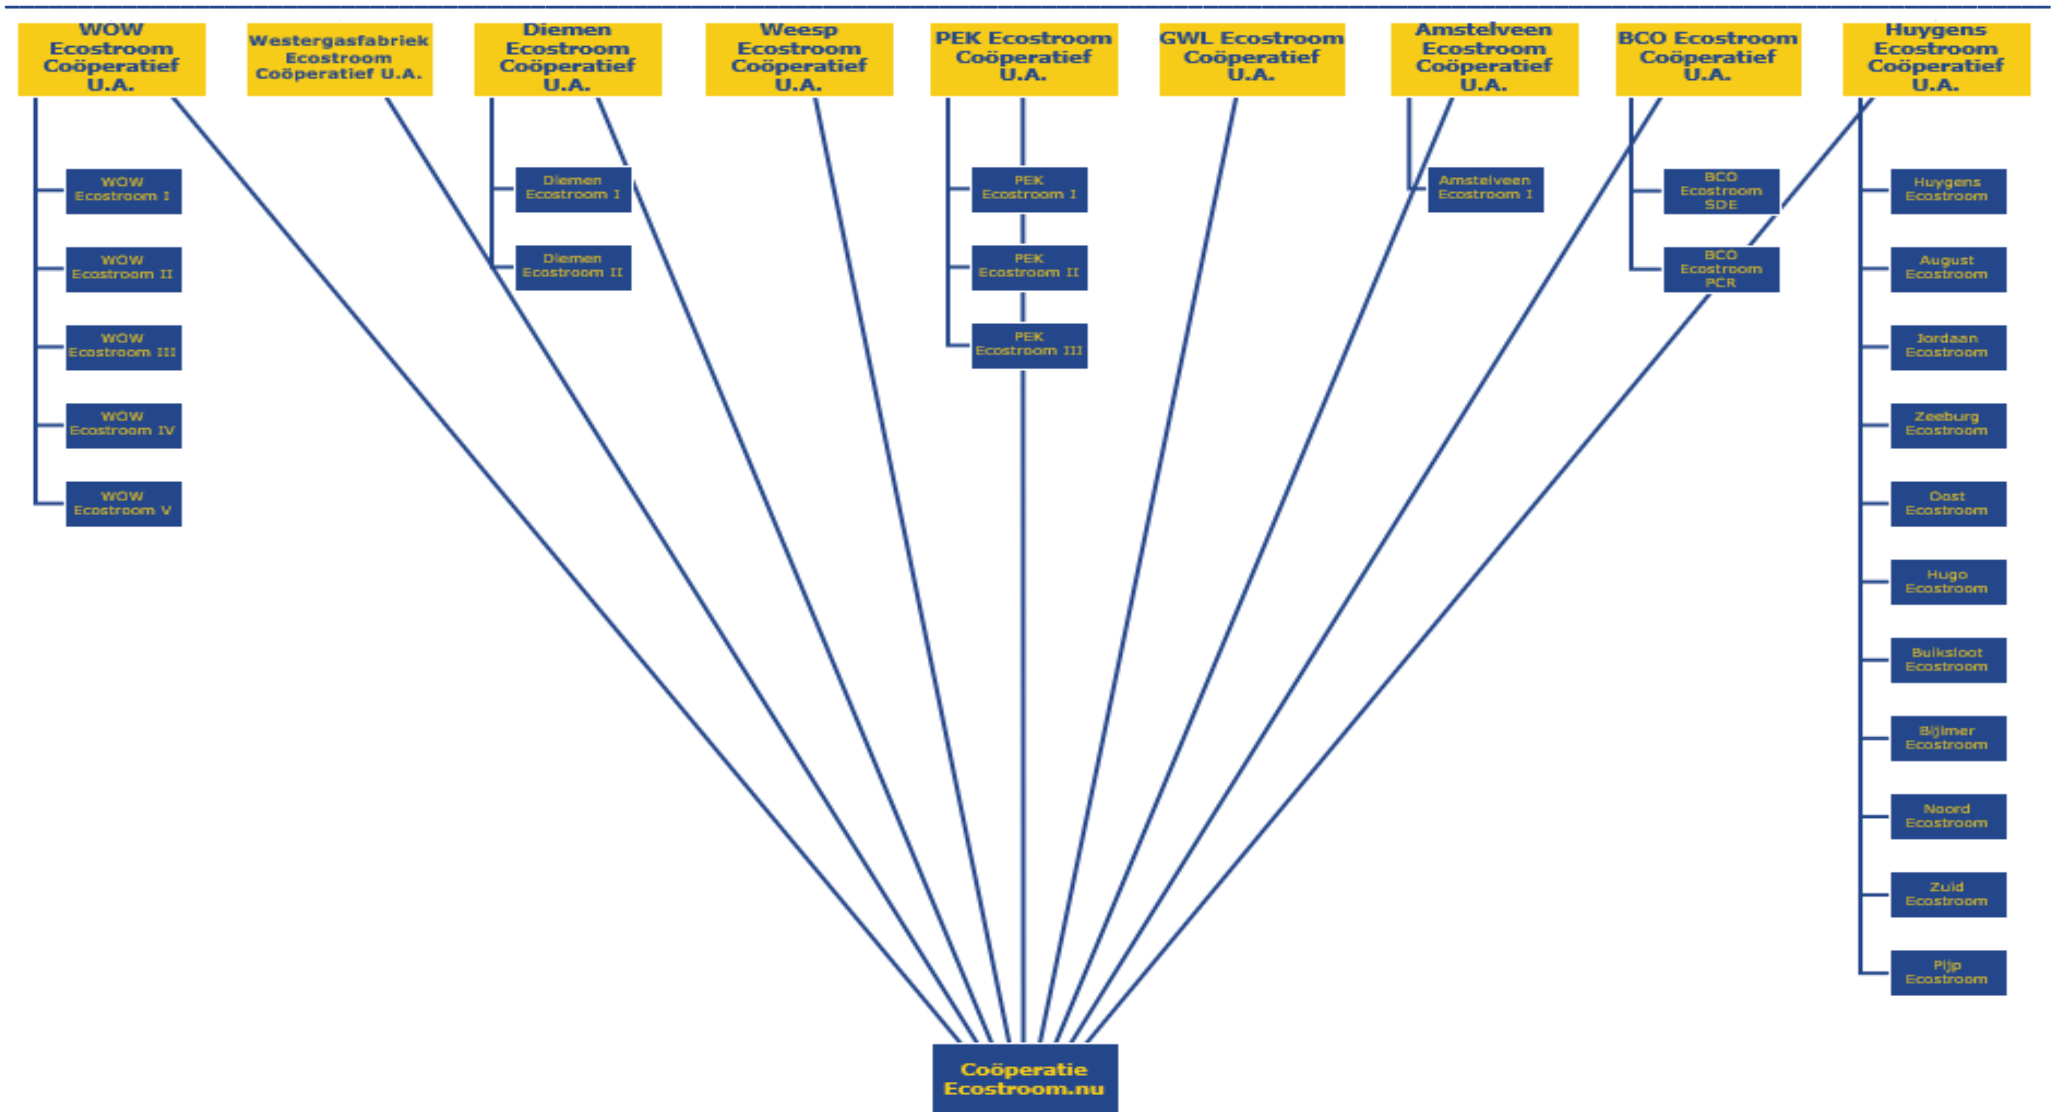 WOW
Ecostroom
Coöperatief
U.A.
Westergasfabriek
Ecostroom
Coöperatief U.A.
Diemen
Ecostroom
Coöperatief
U.A.
Weesp
Ecostroom
Coöperatief
U.A.
PEK Ecostroom
Coöperatief
U.A.
GWL Ecostroom
Coöperatief
U.A.
Amstelveen
Ecostroom
Coöperatief
U.A.
BCO Ecostroom
Coöperatief
U.A.
Huygens
Ecostroom
Coöperatief
U.A.
WOW
Ecostroom I
WOW
Ecostroom II
WOW
Ecostroom III
WOW
Ecostroom IV
WOW
Ecostroom V
Diemen
Ecostroom I
Diemen
Ecostroom II
PEK
Ecostroom I
PEK
Ecostroom II
PEK
Ecostroom III
Amstelveen
Ecostroom I
BCO
Ecostroom
SDE
BCO
Ecostroom
PCR
Huygens
Ecostroom
August
Ecostroom
Jordaan
Ecostroom
Zeeburg
Ecostroom
Oost
Ecostroom
Hugo
Ecostroom
Buiksloot
Ecostroom
Bijlmer
Ecostroom
Noord
Ecostroom
Zuid
Ecostroom
Pijp
Ecostroom
Coöperatie
Ecostroom.nu